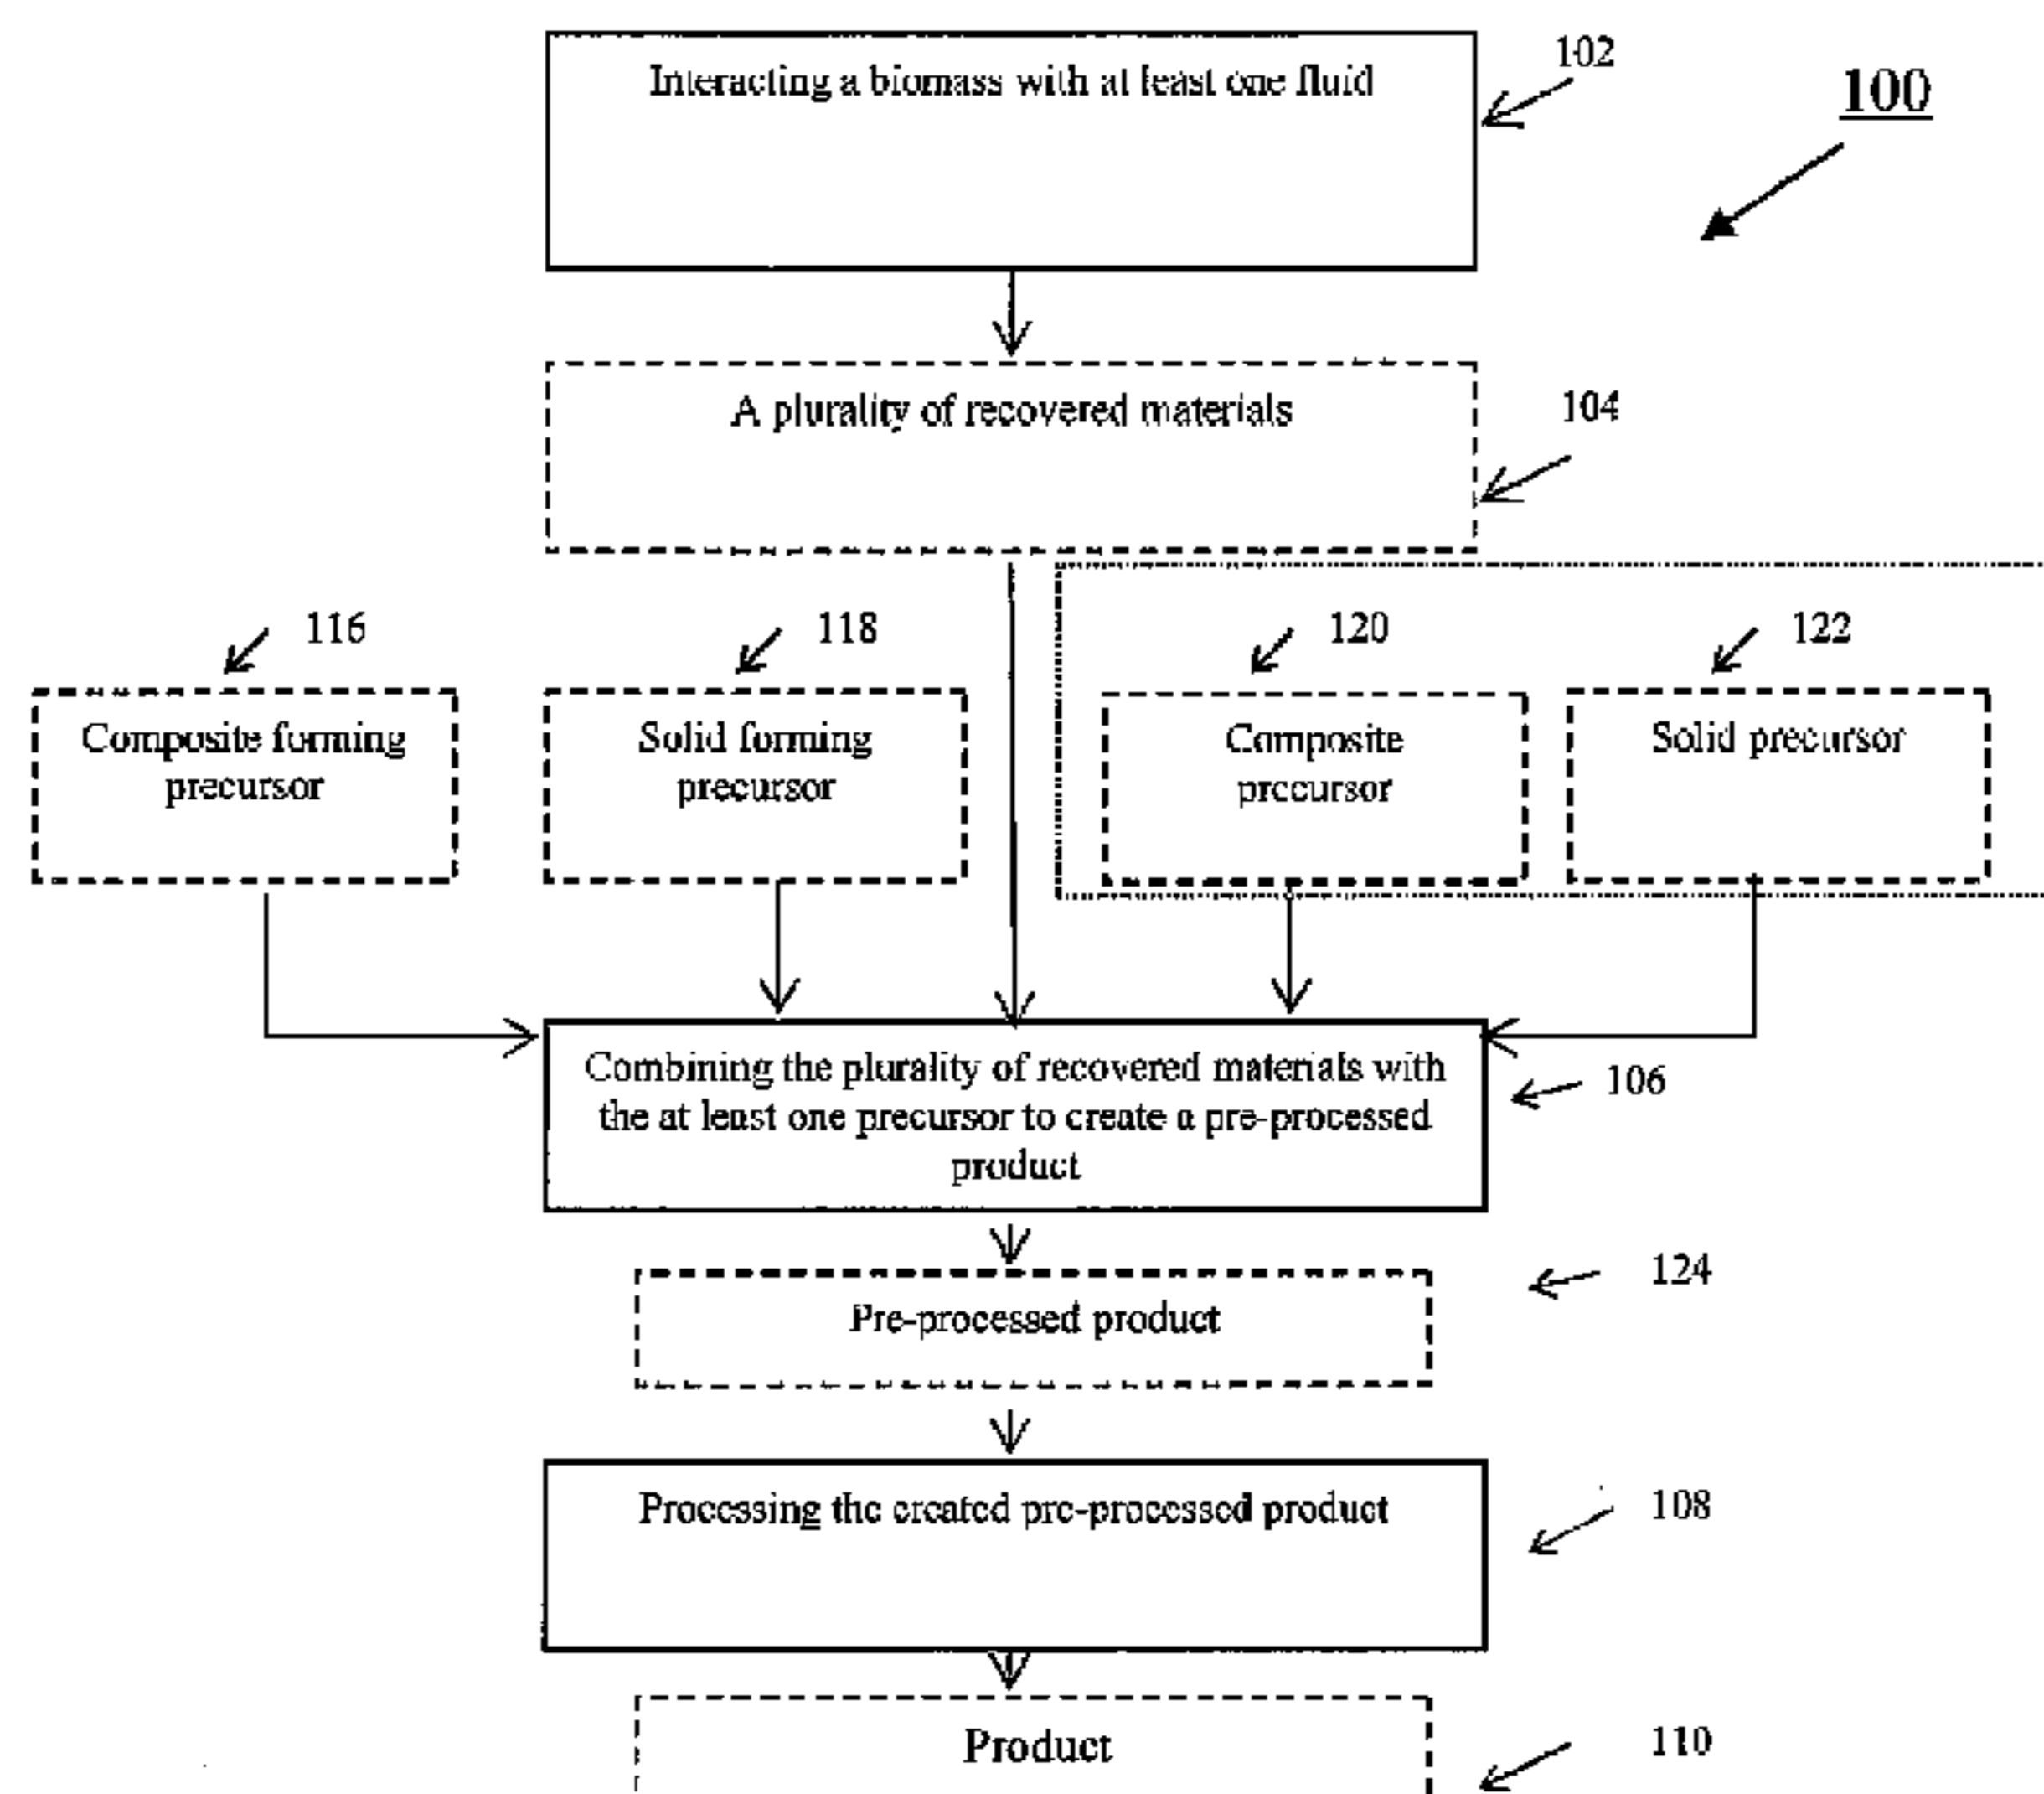 Interacting a biomass with at least one fluid
102
100
A plurality of recovered materials
104
116
118
120
122
Composite forming
precursor
Solid forming
precursor
Composite
precursor
Solid precursor
Combining the plurality of recovered materials with
the at least one precursor to create a pre-processed
product
106
124
Pre-processed product
Processing the created pre-processed product
108
Product
110